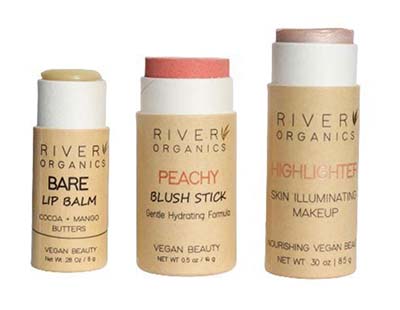 RIVER
ORGANICS
BARE
LIP BALM
COCOA + MANGO
BUTTERS
VEGAN BEAUTY
Net wt .28 Oz / 8 g
RIVER
ORGANICS
PEACHY
BLUSH STICK
Gentle Hydrating Formula
VEGAN BEAUTY
NET WT 0.5 oz /
RIVER
ORGANICS
HIGHLIGHTER
SKIN ILLUMINATING
MAKEUP
NOURISHING VEGAN
NET WT .30 oz / 8.5g